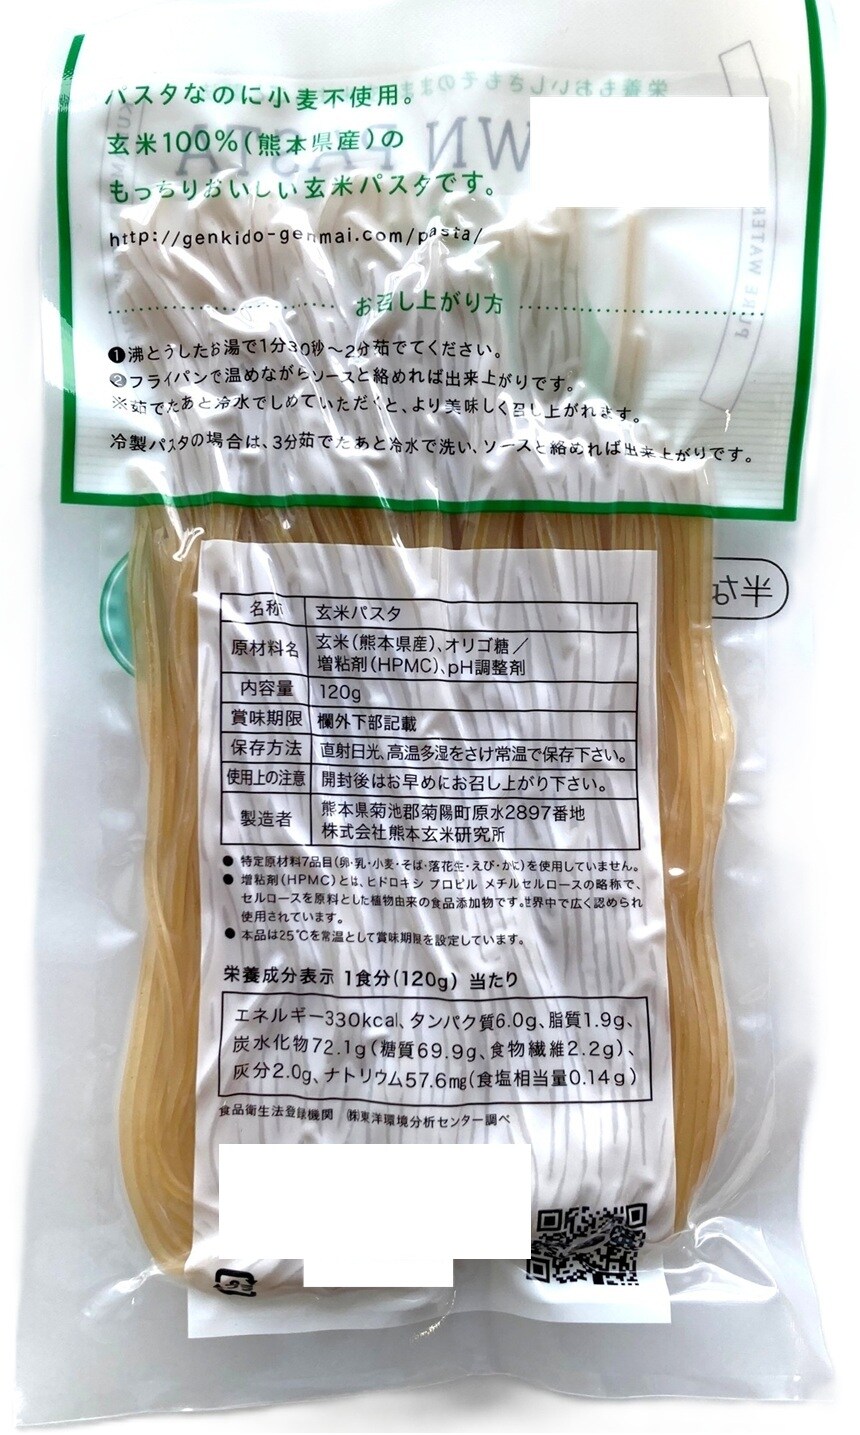 パスタなのに小麦不使用。
玄米100%(熊本県産)の
もっちりおいしい玄米パスタです。
http://genkido-genmai.com/pasta/
お召し上がり方
❶沸とうしたお湯で1分30秒〜2分茹でてください。
❷フライパンで温めながらソースと絡めれば出来上がりです。
※茹でたあと冷水でしめていただくと、より美味しく召し上がれます。
冷製パスタの場合は、3分茹でたあと冷水で洗い、ソースと絡めれば出来上がりです。
名称 玄米パスタ
原材料名 玄米(熊本県産)、オリゴ糖／
増粘剤(HPMC)、pH調整剤
内容量 120g
賞味期限 欄外下部記載
保存方法 直射日光、高温多湿をさけ常温で保存下さい。
使用上の注意 開封後はお早めにお召し上がり下さい。
製造者 熊本県菊池郡菊陽町原水2897番地
株式会社熊本玄米研究所
● 特定原材料7品目(卵・乳・小麦・そば・落花生・えび・かに)を使用していません。
● 増粘剤(HPMC)とは、ヒドロキシ プロピル メチルセルロースの略称で、
セルロースを原料とした植物由来の食品添加物です。世界中で広く認められ
使用されています。
● 本品は25℃を常温として賞味期限を設定しています。
栄養成分表示 1食分(120g) 当たり
エネルギー330kcal、タンパク質6.0g、脂質1.9g、
炭水化物72.1g(糖質69.9g、食物繊維2.2g)、
灰分2.0g、ナトリウム57.6mg(食塩相当量0.14g)
食品衛生法登録機関 ㈱東洋環境分析センター調べ
PURE WATER
WN PASTA
栄養もおいしさもそのまま